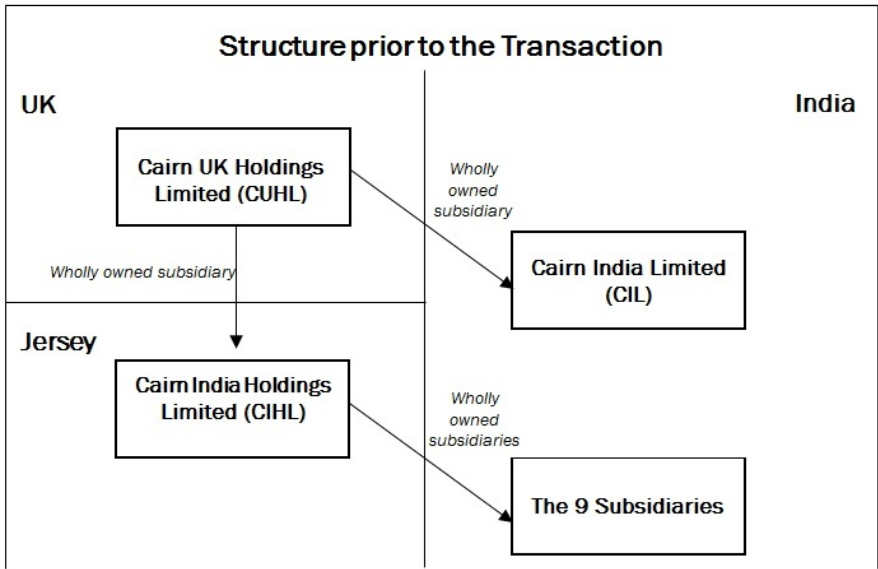 Structure prior to the Transaction
UK
India
Cairn UK Holdings
Limited (CUHL)
Wholly
owned
subsidiary
Wholly owned subsidiary
Cairn India Limited
(CIL)
Jersey
Cairn India Holdings
Limited (CIHL)
Wholly
owned
subsidiaries
The 9 Subsidiaries